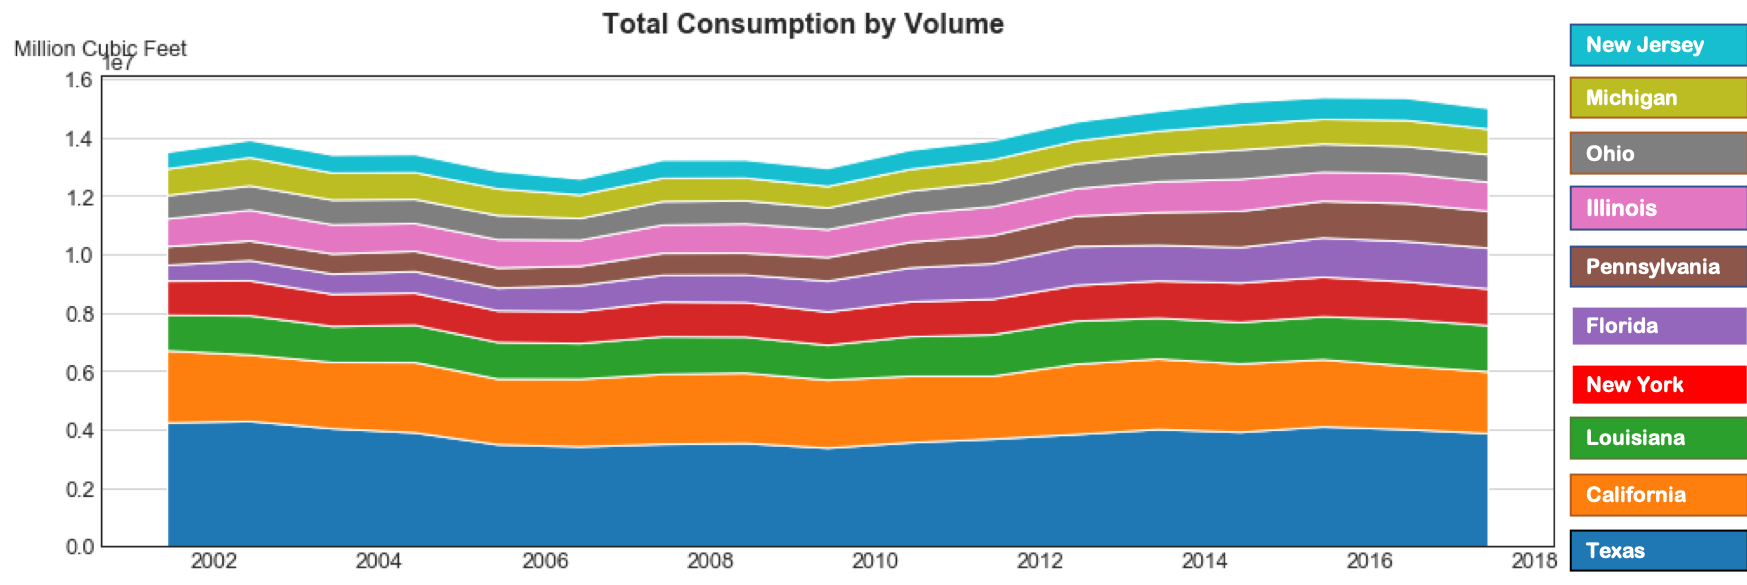 Total Consumption by Volume
Million Cubic Feet
1e7
1.6
1.4
1.2
1.0
0.8
0.6
0.4
0.2
0.0
2002 2004 2006 2008 2010 2012 2014 2016 2018
New Jersey
Michigan
Ohio
Illinois
Pennsylvania
Florida
New York
Louisiana
California
Texas